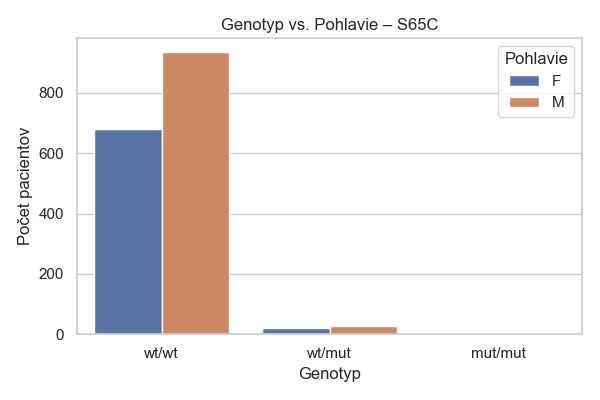 Genotyp vs. Pohlavie – S65C
Pohlavie
F
M
Počet pacientov
800
600
400
200
0
wt/wt
wt/mut
mut/mut
Genotyp